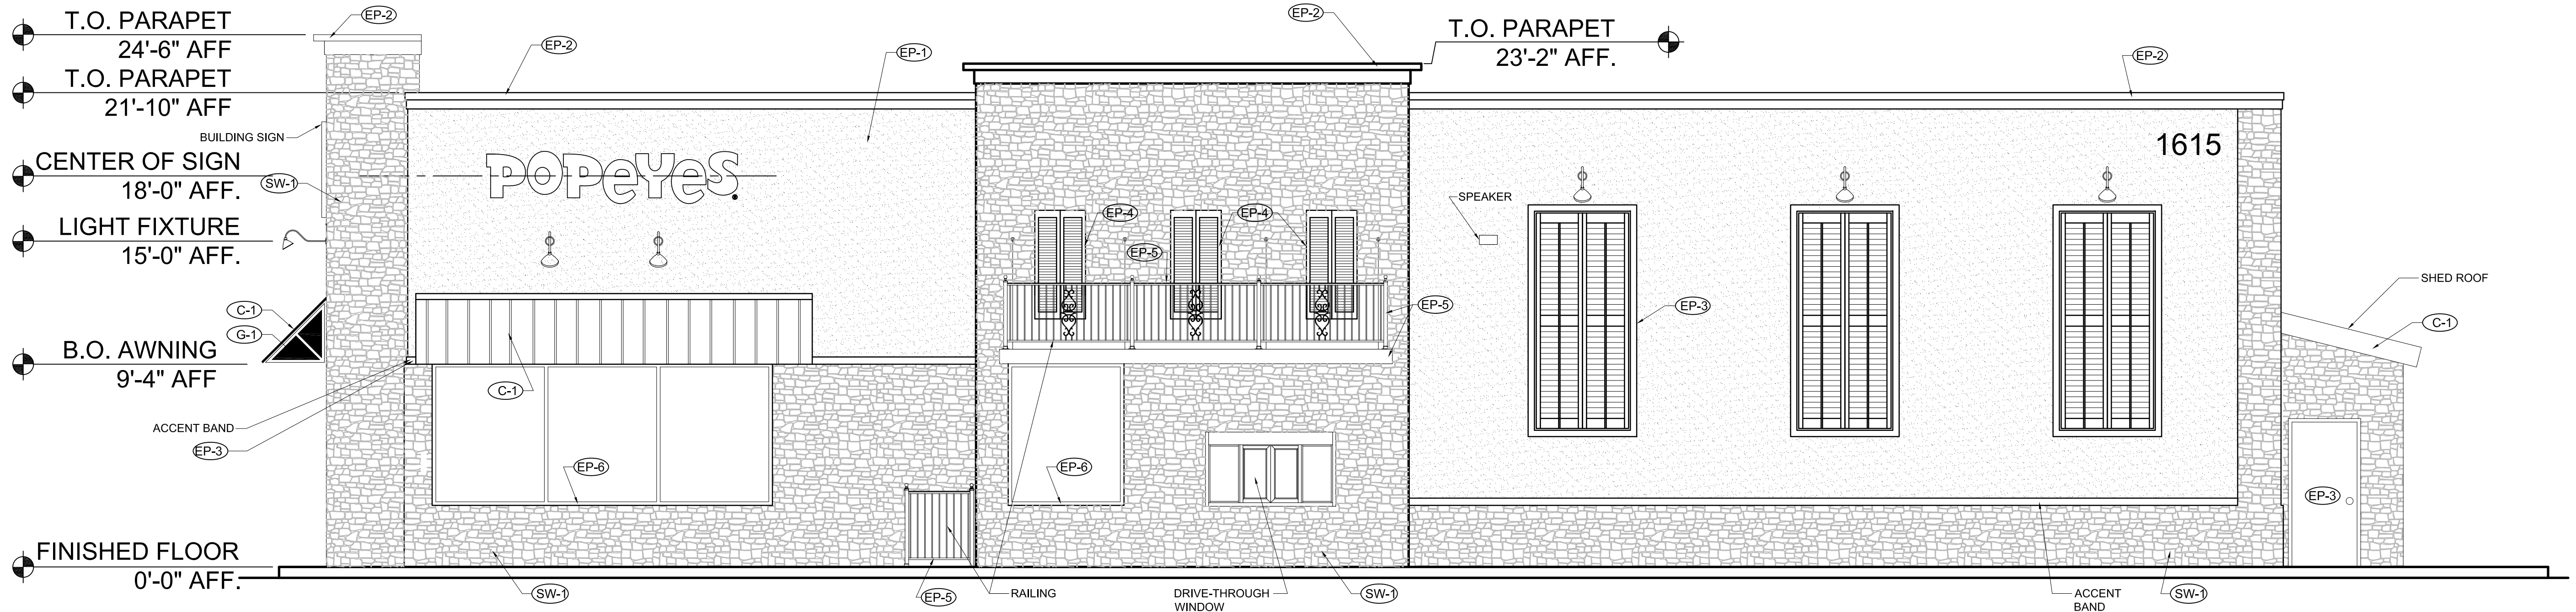 T.O. PARAPET
24'-6" AFF
T.O. PARAPET
21'-10" AFF
BUILDING SIGN
CENTER OF SIGN
18'-0" AFF.
SW-1
LIGHT FIXTURE
15'-0" AFF.
C-1
G-1
B.O. AWNING
9'-4" AFF
ACCENT BAND
EP-3
FINISHED FLOOR
0'-0" AFF.
EP-2
EP-2
EP-1
POPEYES
C-1
EP-6
SW-1
EP-5
RAILING
EP-2
T.O. PARAPET
23'-2" AFF.
EP-4
EP-4
EP-5
EP-5
EP-6
DRIVE-THROUGH
WINDOW
SW-1
SPEAKER
EP-3
EP-2
1615
SHED ROOF
C-1
EP-3
ACCENT
BAND
SW-1